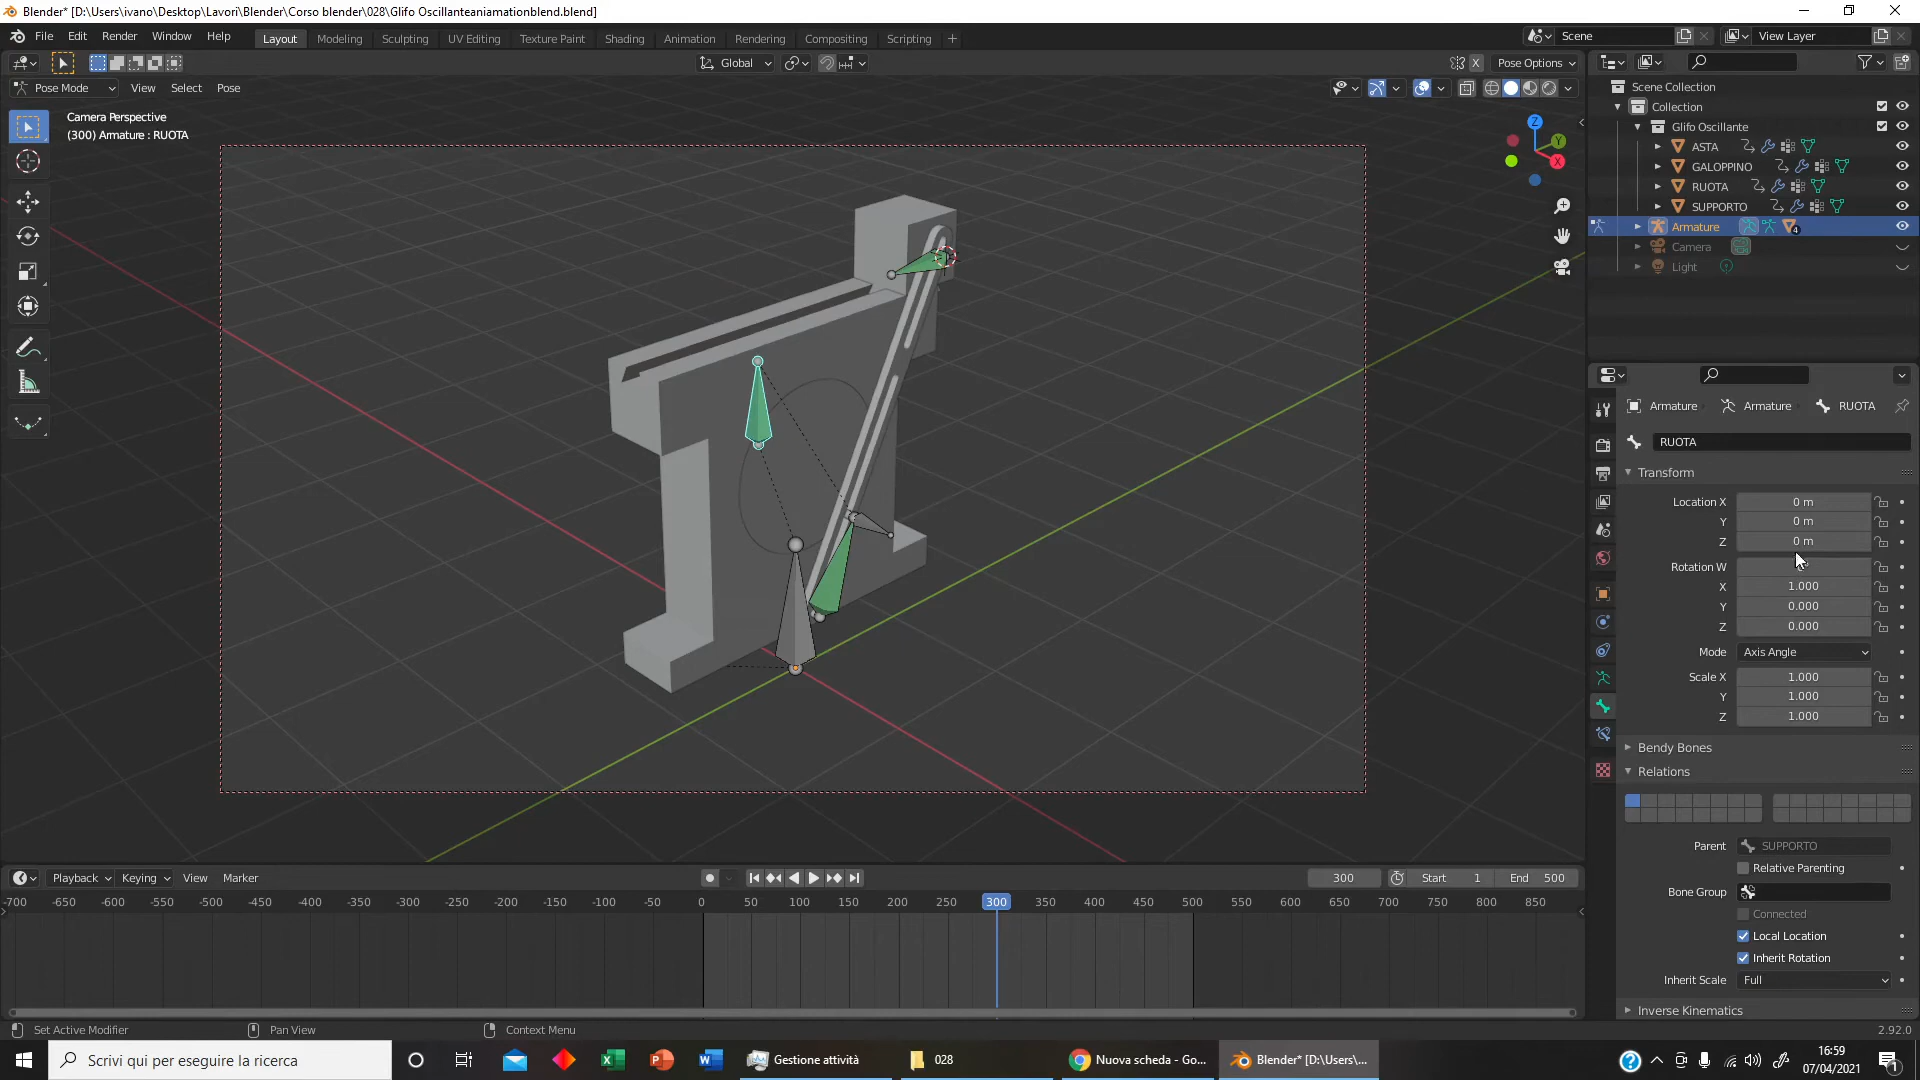 Blender* [D:\Users\ivano\Desktop\Lavori\Blender\Corso blender\028\Glifo Oscillanteaniamationblend.blend]
File Edit Render Window Help Layout Modeling Sculpting UV Editing Texture Paint Shading Animation Rendering Compositing Scripting + Scene View Layer
Global X Pose Options
Pose Mode View Select Pose
Camera Perspective
(300) Armature : RUOTA
Z
Y
X
Scene Collection
Collection
Glifo Oscillante
ASTA
GALOPPINO
RUOTA
SUPPORTO
Armature 4
Camera
Light
Armature Armature RUOTA
RUOTA
Transform
Location X 0 m
Y 0 m
Z 0 m
Rotation W
X 1.000
Y 0.000
Z 0.000
Mode Axis Angle
Scale X 1.000
Y 1.000
Z 1.000
Bendy Bones
Relations
Parent SUPPORTO
Relative Parenting
Bone Group
Connected
Local Location
Inherit Rotation
Inherit Scale Full
Inverse Kinematics
Playback Keying View Marker 300 Start 1 End 500
-700 -650 -600 -550 -500 -450 -400 -350 -300 -250 -200 -150 -100 -50 0 50 100 150 200 250 300 350 400 450 500 550 600 650 700 750 800 850
Set Active Modifier Pan View Context Menu 2.92.0
Scrivi qui per eseguire la ricerca Gestione attività 028 Nuova scheda - Go... Blender* [D:\Users\... 16:59
07/04/2021 1